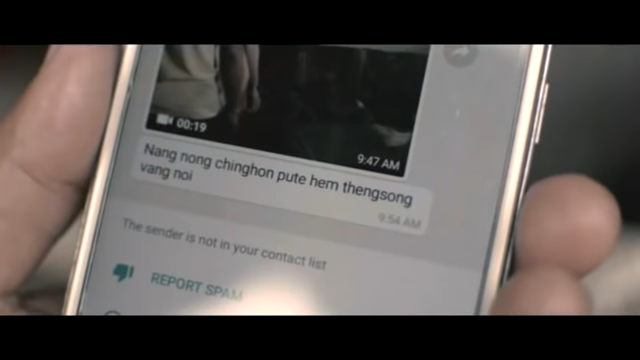 00:19
9:47 AM
Nang nong chinghon pute hem thengsong
vang noi
9:54 AM
The sender is not in your contact list
REPORT SPAM